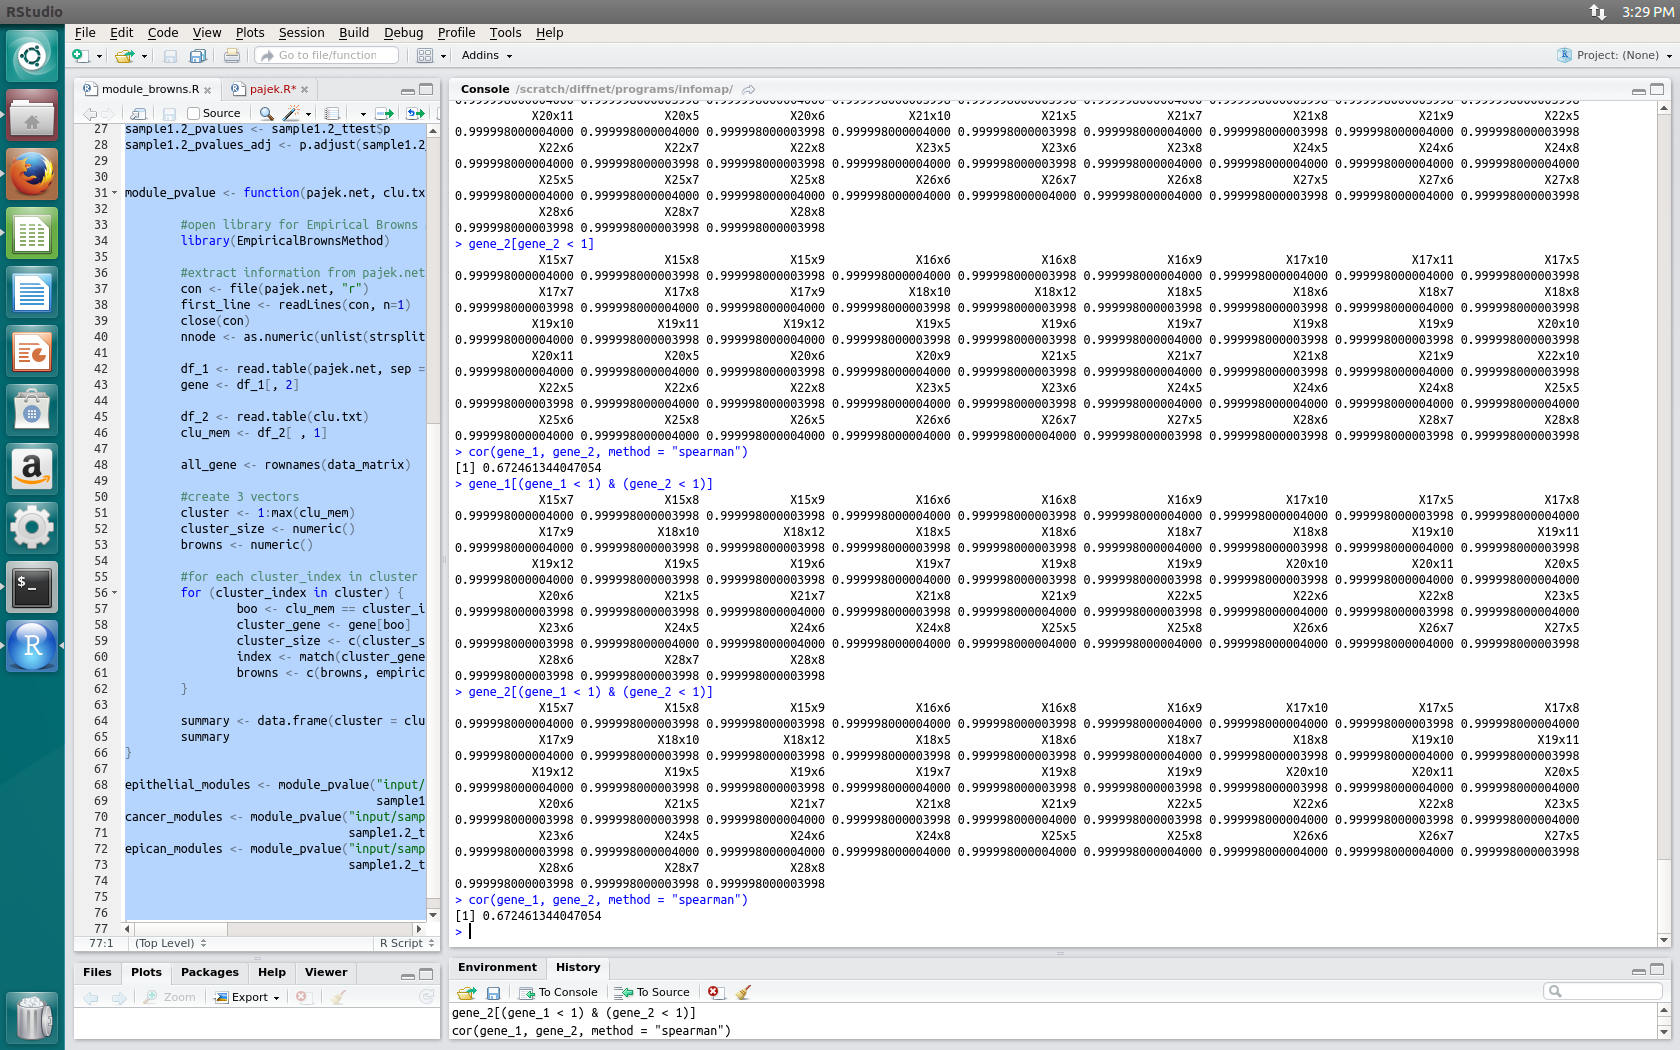 RStudio
3:29 PM
File Edit Code View Plots Session Build Debug Profile Tools Help
Go to file/function
Addins
Project: (None)
module_browns.R
pajek.R*
Source
27 sample1.2_pvalues <- sample1.2_ttest$p
28 sample1.2_pvalues_adj <- p.adjust(sample1.2_
29
30
31 module_pvalue <- function(pajek.net, clu.tx
32
33 #open library for Empirical Browns
34 library(EmpiricalBrownsMethod)
35
36 #extract information from pajek.net
37 con <- file(pajek.net, "r")
38 first_line <- readLines(con, n=1)
39 close(con)
40 nnode <- as.numeric(unlist(strsplit
41
42 df_1 <- read.table(pajek.net, sep =
43 gene <- df_1[, 2]
44
45 df_2 <- read.table(clu.txt)
46 clu_mem <- df_2[ , 1]
47
48 all_gene <- rownames(data_matrix)
49
50 #create 3 vectors
51 cluster <- 1:max(clu_mem)
52 cluster_size <- numeric()
53 browns <- numeric()
54
55 #for each cluster_index in cluster
56 for (cluster_index in cluster) {
57 boo <- clu_mem == cluster_i
58 cluster_gene <- gene[boo]
59 cluster_size <- c(cluster_s
60 index <- match(cluster_gene
61 browns <- c(browns, empiric
62 }
63
64 summary <- data.frame(cluster = clu
65 summary
66 }
67
68 epithelial_modules <- module_pvalue("input/
69 sample1
70 cancer_modules <- module_pvalue("input/samp
71 sample1.2_t
72 epican_modules <- module_pvalue("input/samp
73 sample1.2_t
74
75
76
77
77:1 (Top Level) R Script
Files Plots Packages Help Viewer
Zoom Export
Console /scratch/diffnet/programs/infomap/
0.999998000004000 0.999998000003998 0.999998000004000 0.999998000003998 0.999998000004000 0.999998000003998 0.999998000004000 0.999998000003998 0.999998000003998
X20x11 X20x5 X20x6 X21x10 X21x5 X21x7 X21x8 X21x9 X22x5
0.999998000004000 0.999998000004000 0.999998000004000 0.999998000003998 0.999998000003998 0.999998000004000 0.999998000004000 0.999998000003998 0.999998000003998
X22x6 X22x7 X22x8 X23x5 X23x6 X23x8 X24x5 X24x6 X24x8
0.999998000003998 0.999998000004000 0.999998000003998 0.999998000004000 0.999998000003998 0.999998000004000 0.999998000003998 0.999998000004000 0.999998000004000
X25x5 X25x7 X25x8 X26x6 X26x7 X26x8 X27x5 X27x6 X27x8
0.999998000004000 0.999998000003998 0.999998000004000 0.999998000004000 0.999998000004000 0.999998000004000 0.999998000003998 0.999998000004000 0.999998000003998
X28x6 X28x7 X28x8
0.999998000003998 0.999998000003998 0.999998000003998
> gene_2[gene_2 < 1]
X15x7 X15x8 X15x9 X16x6 X16x8 X16x9 X17x10 X17x11 X17x5
0.999998000004000 0.999998000003998 0.999998000004000 0.999998000003998 0.999998000003998 0.999998000004000 0.999998000004000 0.999998000003998 0.999998000003998
X17x7 X17x8 X17x9 X18x10 X18x12 X18x5 X18x6 X18x7 X18x8
0.999998000003998 0.999998000004000 0.999998000004000 0.999998000003998 0.999998000003998 0.999998000004000 0.999998000003998 0.999998000004000 0.999998000003998
X19x10 X19x11 X19x12 X19x5 X19x6 X19x7 X19x8 X19x9 X20x10
0.999998000004000 0.999998000003998 0.999998000004000 0.999998000003998 0.999998000004000 0.999998000004000 0.999998000003998 0.999998000003998 0.999998000004000
X20x11 X20x5 X20x6 X20x9 X21x5 X21x7 X21x8 X21x9 X22x10
0.999998000004000 0.999998000004000 0.999998000004000 0.999998000003998 0.999998000003998 0.999998000004000 0.999998000004000 0.999998000003998 0.999998000004000
X22x5 X22x6 X22x8 X23x5 X23x6 X24x5 X24x6 X24x8 X25x5
0.999998000003998 0.999998000003998 0.999998000003998 0.999998000004000 0.999998000003998 0.999998000003998 0.999998000004000 0.999998000004000 0.999998000004000
X25x6 X25x8 X26x5 X26x6 X26x7 X27x5 X28x6 X28x7 X28x8
0.999998000004000 0.999998000004000 0.999998000004000 0.999998000004000 0.999998000004000 0.999998000003998 0.999998000003998 0.999998000003998 0.999998000003998
> cor(gene_1, gene_2, method = "spearman")
[1] 0.672461344047054
> gene_1[(gene_1 < 1) & (gene_2 < 1)]
X15x7 X15x8 X15x9 X16x6 X16x8 X16x9 X17x10 X17x5 X17x8
0.999998000004000 0.999998000003998 0.999998000004000 0.999998000003998 0.999998000003998 0.999998000004000 0.999998000004000 0.999998000003998 0.999998000004000
X17x9 X18x10 X18x12 X18x5 X18x6 X18x7 X18x8 X19x10 X19x11
0.999998000004000 0.999998000003998 0.999998000003998 0.999998000004000 0.999998000003998 0.999998000004000 0.999998000003998 0.999998000004000 0.999998000003998
X19x12 X19x5 X19x6 X19x7 X19x8 X19x9 X20x10 X20x11 X20x5
0.999998000004000 0.999998000003998 0.999998000004000 0.999998000004000 0.999998000003998 0.999998000003998 0.999998000004000 0.999998000004000 0.999998000004000
X20x6 X21x5 X21x7 X21x8 X21x9 X22x5 X22x6 X22x8 X23x5
0.999998000004000 0.999998000003998 0.999998000004000 0.999998000004000 0.999998000003998 0.999998000003998 0.999998000003998 0.999998000003998 0.999998000004000
X23x6 X24x5 X24x6 X24x8 X25x5 X25x8 X26x6 X26x7 X27x5
0.999998000003998 0.999998000003998 0.999998000004000 0.999998000004000 0.999998000004000 0.999998000004000 0.999998000004000 0.999998000004000 0.999998000003998
X28x6 X28x7 X28x8
0.999998000003998 0.999998000003998 0.999998000003998
> gene_2[(gene_1 < 1) & (gene_2 < 1)]
X15x7 X15x8 X15x9 X16x6 X16x8 X16x9 X17x10 X17x5 X17x8
0.999998000004000 0.999998000003998 0.999998000004000 0.999998000003998 0.999998000003998 0.999998000004000 0.999998000004000 0.999998000003998 0.999998000004000
X17x9 X18x10 X18x12 X18x5 X18x6 X18x7 X18x8 X19x10 X19x11
0.999998000004000 0.999998000003998 0.999998000003998 0.999998000004000 0.999998000003998 0.999998000004000 0.999998000003998 0.999998000004000 0.999998000003998
X19x12 X19x5 X19x6 X19x7 X19x8 X19x9 X20x10 X20x11 X20x5
0.999998000004000 0.999998000003998 0.999998000004000 0.999998000004000 0.999998000003998 0.999998000003998 0.999998000004000 0.999998000004000 0.999998000004000
X20x6 X21x5 X21x7 X21x8 X21x9 X22x5 X22x6 X22x8 X23x5
0.999998000004000 0.999998000003998 0.999998000004000 0.999998000004000 0.999998000003998 0.999998000003998 0.999998000003998 0.999998000003998 0.999998000004000
X23x6 X24x5 X24x6 X24x8 X25x5 X25x8 X26x6 X26x7 X27x5
0.999998000003998 0.999998000003998 0.999998000004000 0.999998000004000 0.999998000004000 0.999998000004000 0.999998000004000 0.999998000004000 0.999998000003998
X28x6 X28x7 X28x8
0.999998000003998 0.999998000003998 0.999998000003998
> cor(gene_1, gene_2, method = "spearman")
[1] 0.672461344047054
>
Environment History
To Console To Source
gene_2[(gene_1 < 1) & (gene_2 < 1)]
cor(gene_1, gene_2, method = "spearman")